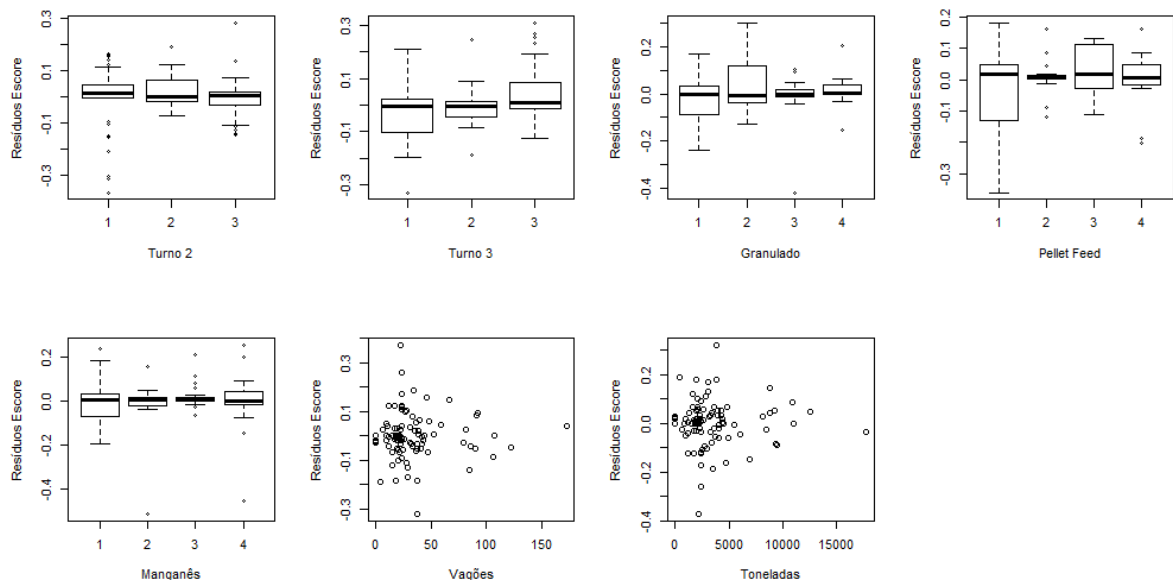 Resíduos Escore
0.3
0.1
-0.1
-0.3
1 2 3
Turno 2
Resíduos Escore
0.3
0.1
-0.1
-0.3
1 2 3
Turno 3
Resíduos Escore
0.2
0.0
-0.2
-0.4
1 2 3 4
Granulado
Resíduos Escore
0.2
0.1
0.0
-0.1
-0.3
1 2 3 4
Pellet Feed
Resíduos Escore
0.2
0.0
-0.2
-0.4
1 2 3 4
Manganês
Resíduos Escore
0.3
0.1
-0.1
-0.3
0 50 100 150
Vagões
Resíduos Escore
0.2
0.0
-0.2
-0.4
0 5000 10000 15000
Toneladas